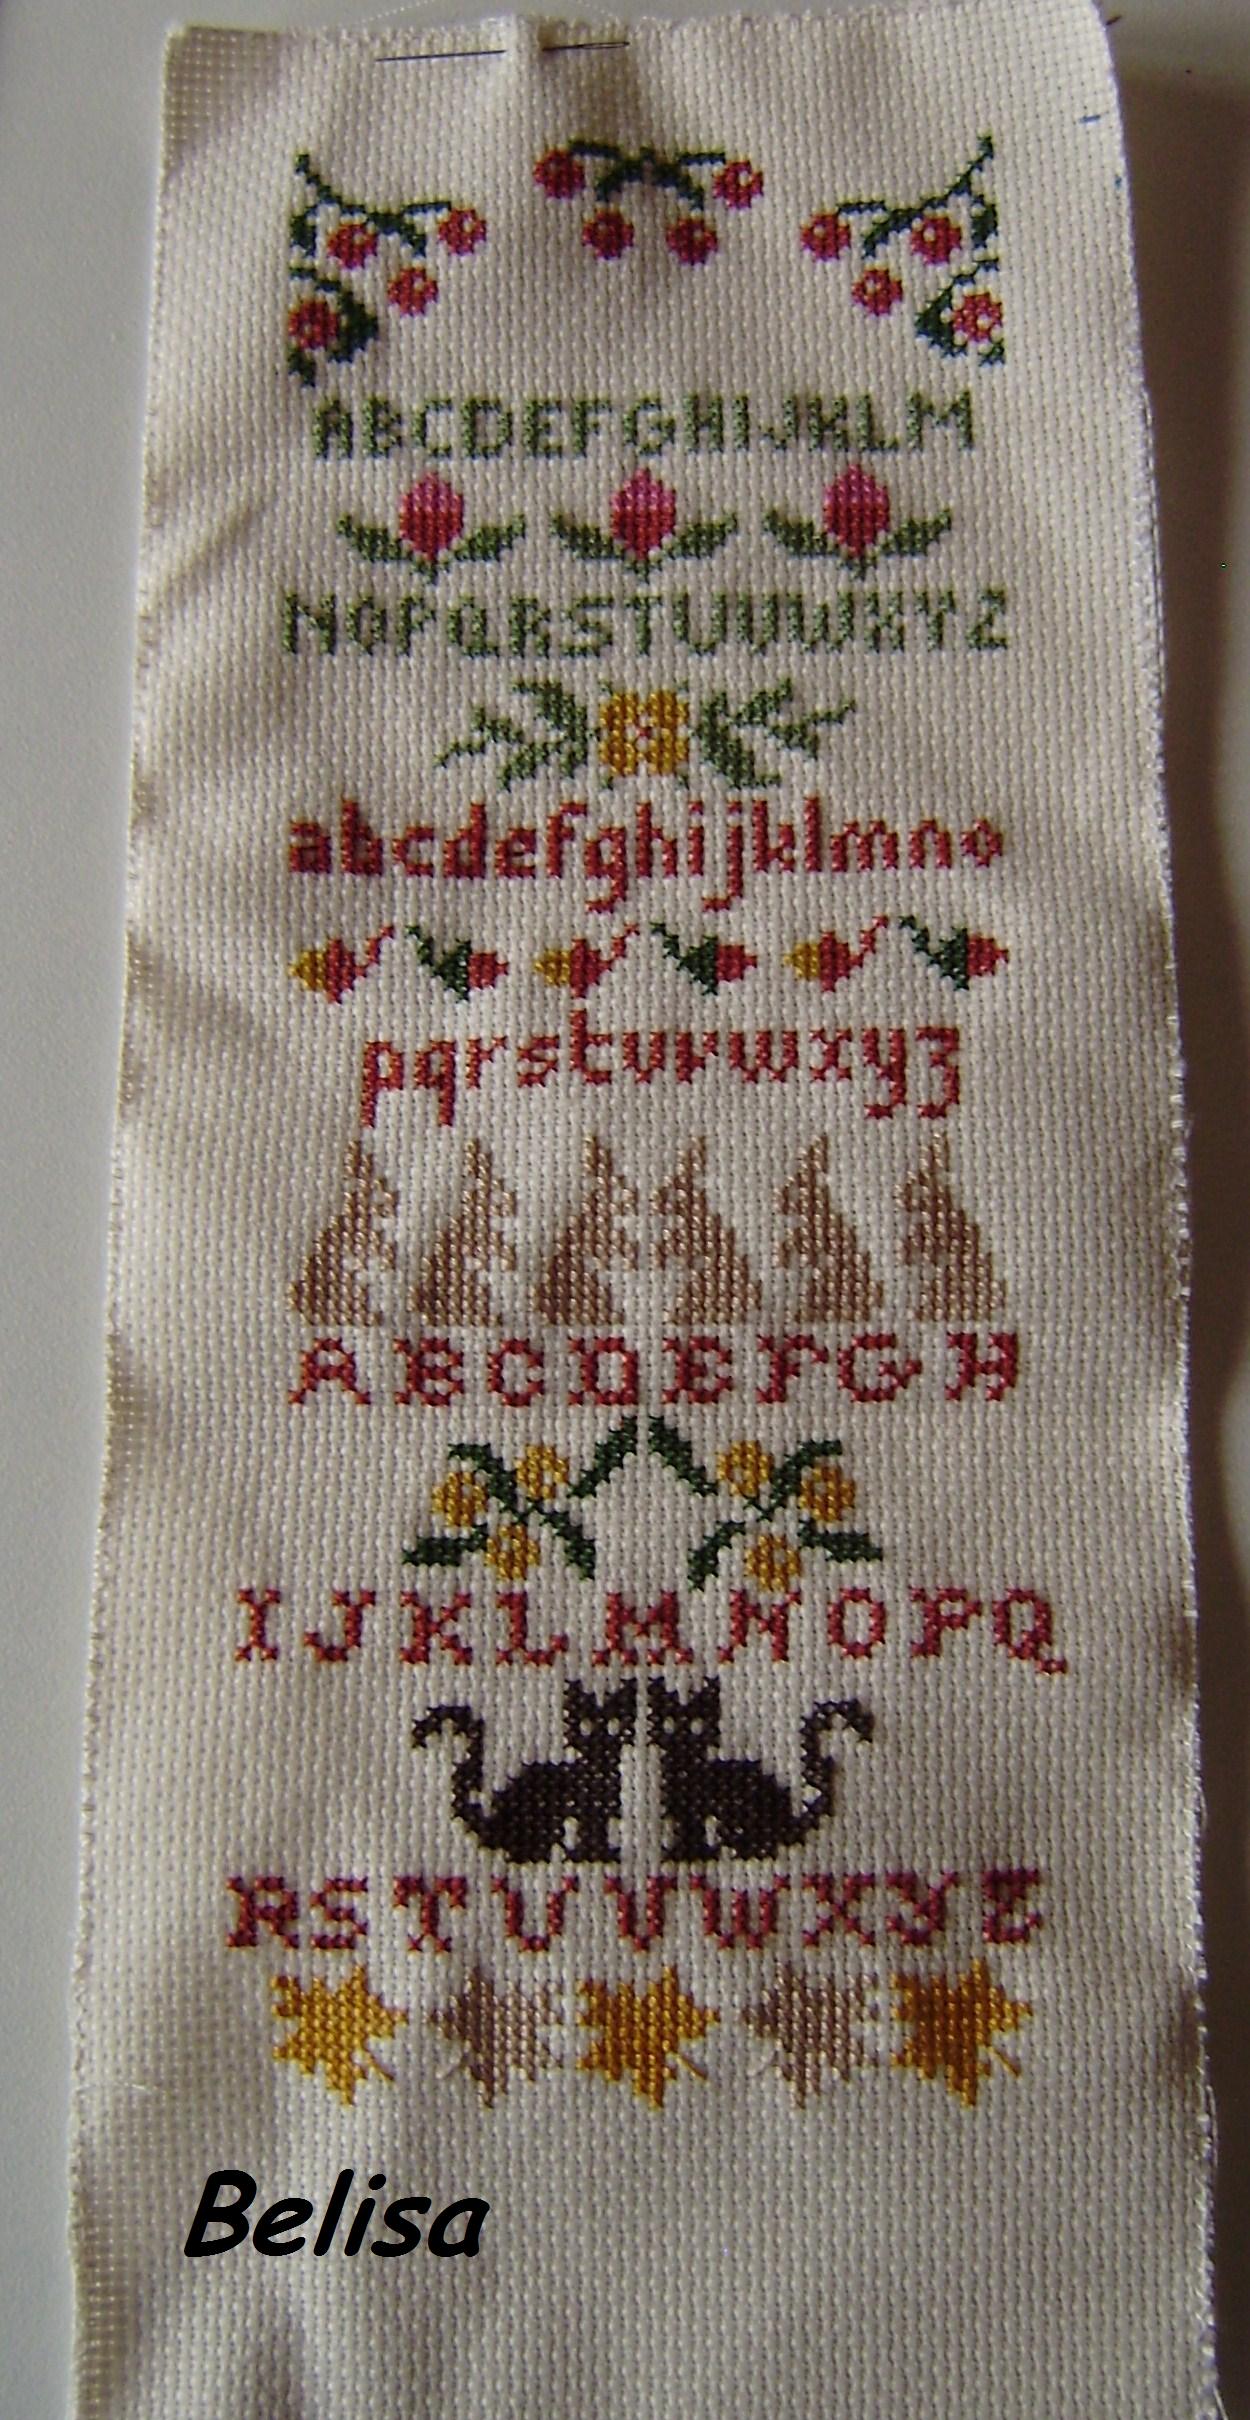 ABCDEFGHIJKLM
NOPQRSTUVWXYZ
abcdefghijklmno
pqrstuvwxyz
ABCDEFGH
IJKLMNOPQ
RSTUVWXYZ
Belisa